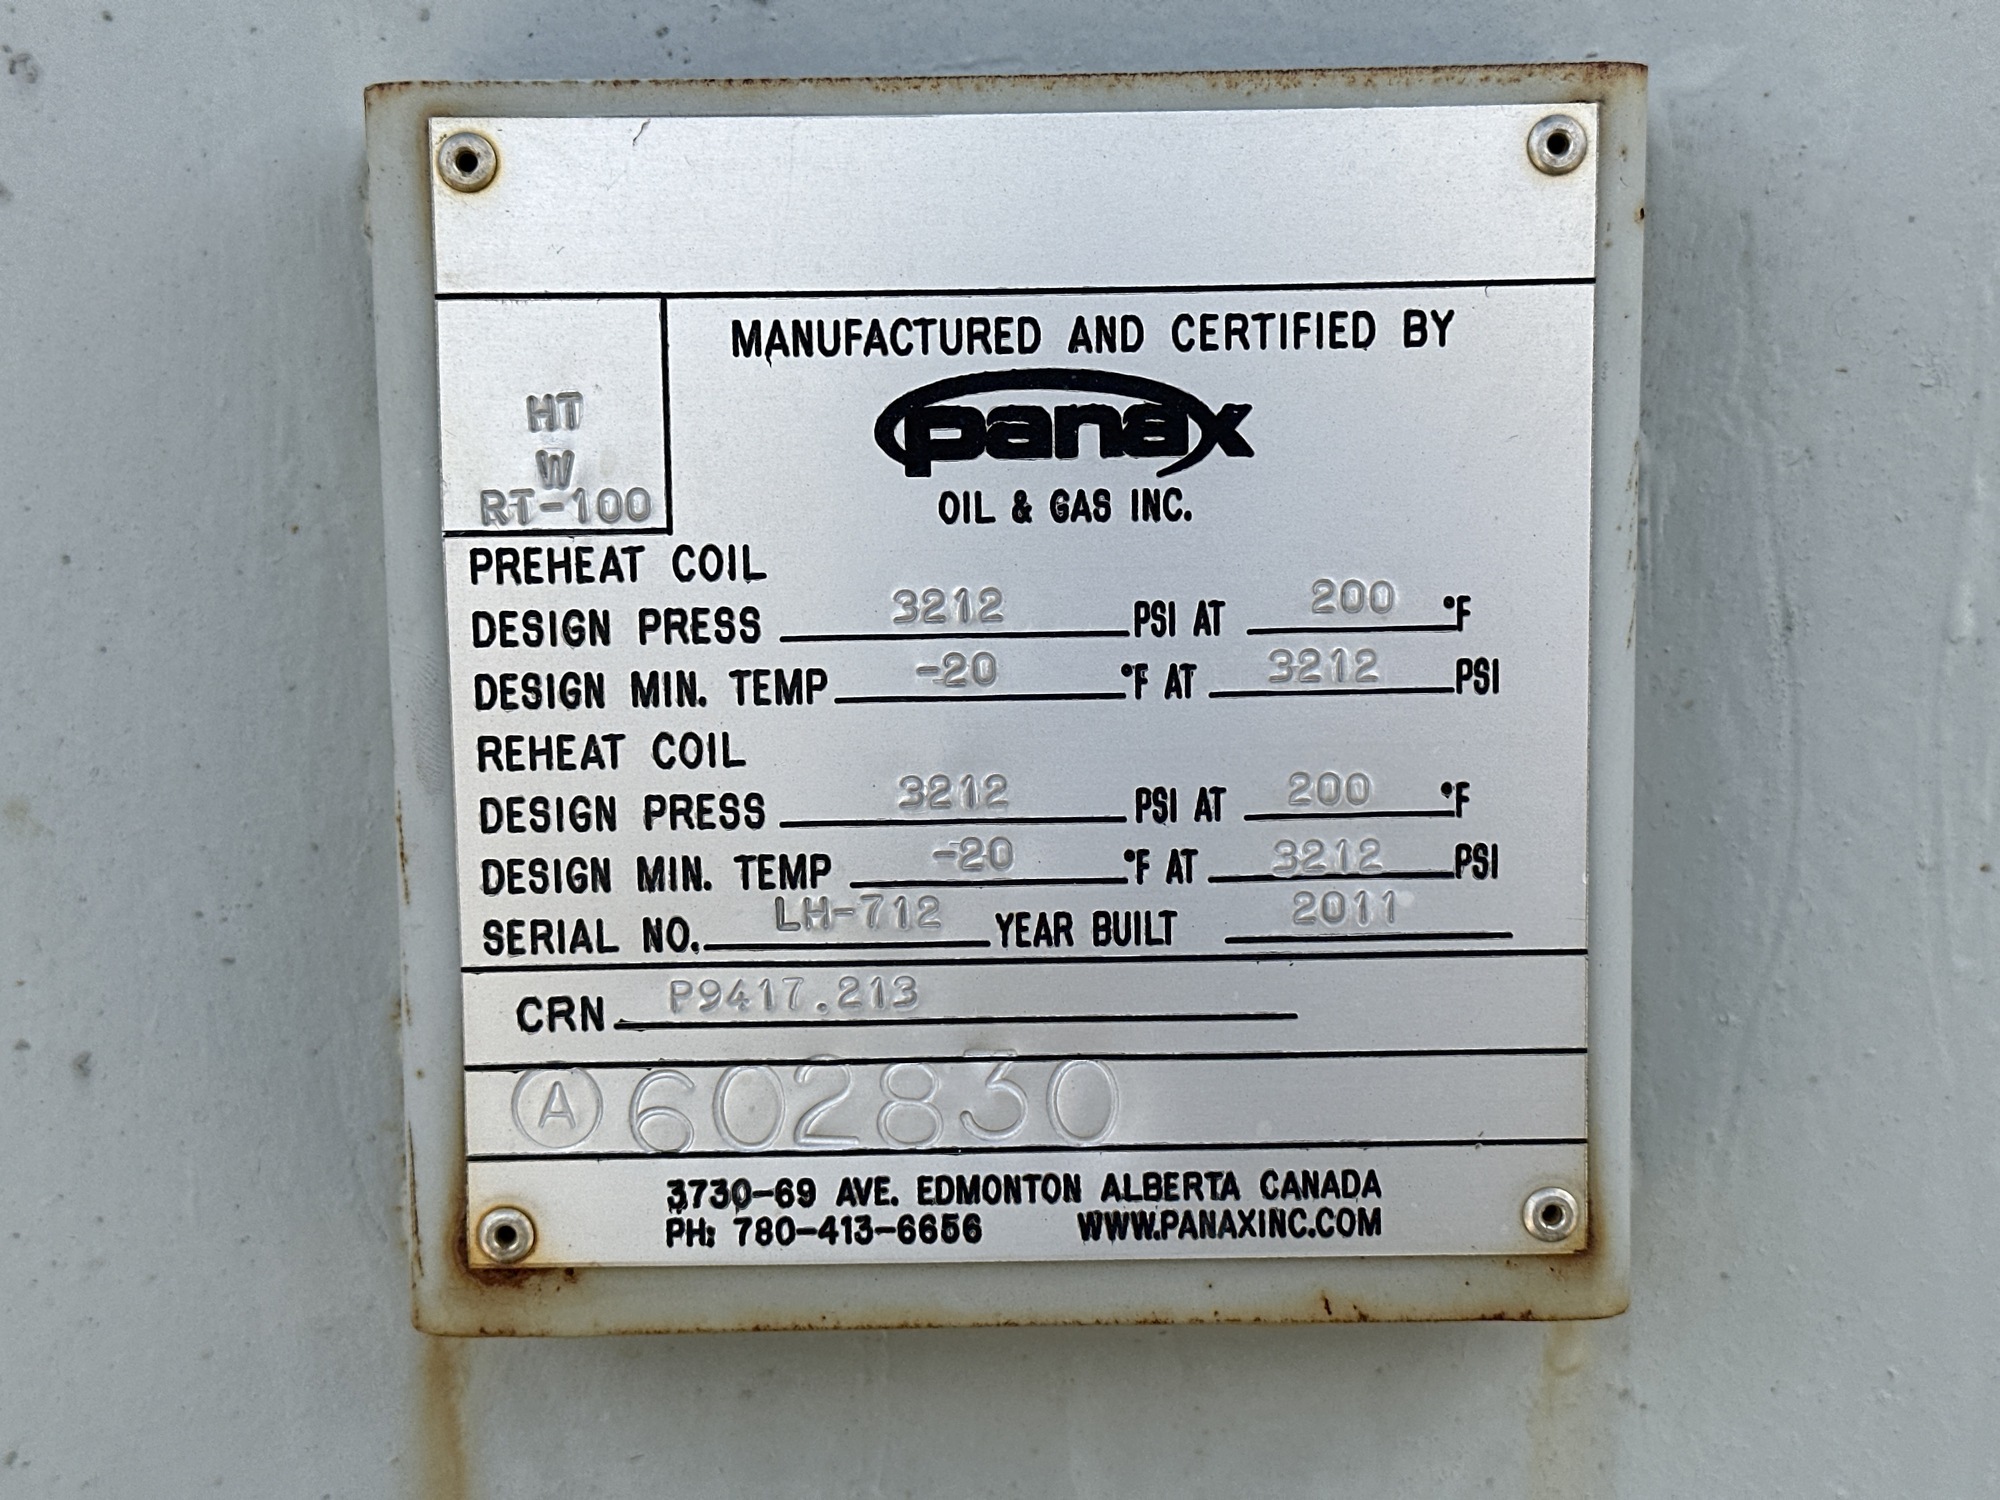 MANUFACTURED AND CERTIFIED BY
panax
OIL & GAS INC.
HT
W
RT-100
PREHEAT COIL
DESIGN PRESS 3212 PSI AT 200 °F
DESIGN MIN. TEMP -20 °F AT 3212 PSI
REHEAT COIL
DESIGN PRESS 3212 PSI AT 200 °F
DESIGN MIN. TEMP -20 °F AT 3212 PSI
SERIAL NO. LH-712 YEAR BUILT 2011
CRN P9417.213
A 602830
3730-69 AVE. EDMONTON ALBERTA CANADA
PH: 780-413-6656 WWW.PANAXINC.COM